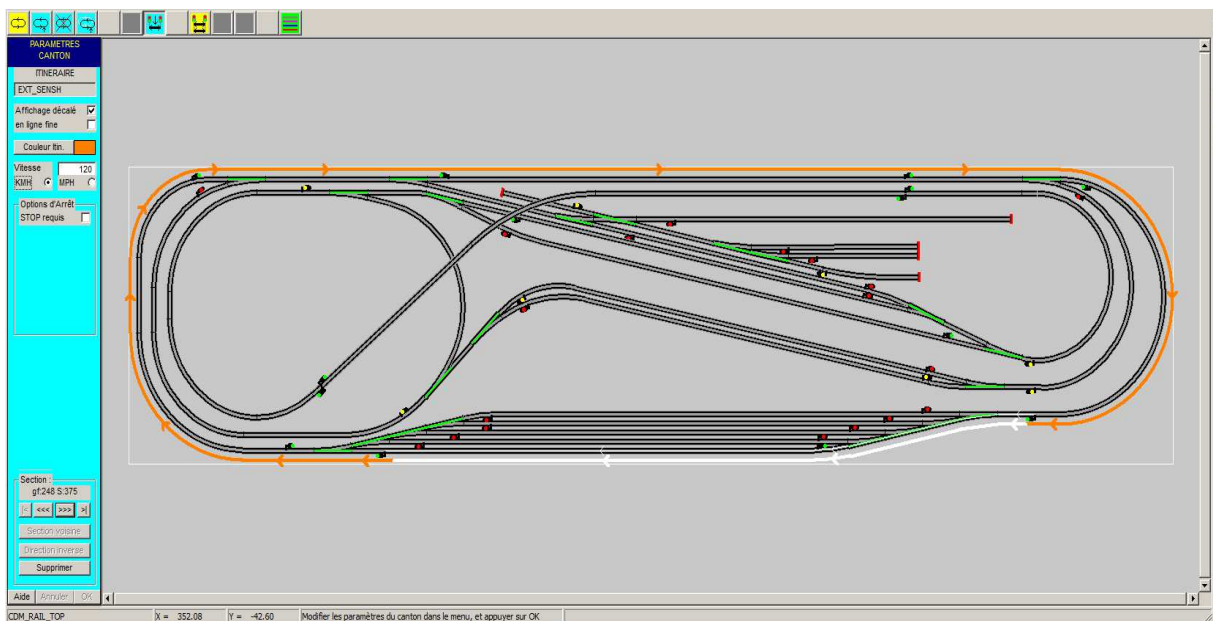 PARAMETRES
CANTON
ITINERAIRE
EXT_SENSH
Affichage décalé
en ligne fine
Couleur Itin.
Vitesse 120
KMH MPH
Options d'Arrêt
STOP requis
Section :
gf:248 S:375
|< <<< >>> >|
Section voisine
Direction inverse
Supprimer
Aide Annuler OK
CDM_RAIL_TOP X = 352.08 Y = -42.60 Modifier les paramètres du canton dans le menu, et appuyer sur OK